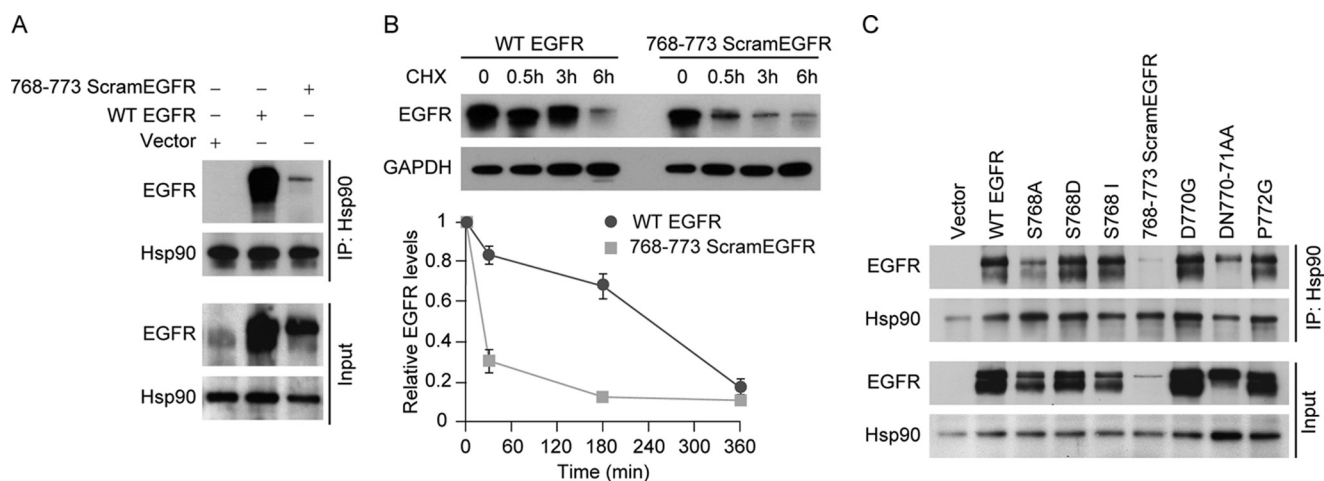 A
768-773 ScramEGFR – – +
WT EGFR – + –
Vector + – –
EGFR
Hsp90
IP: Hsp90
EGFR
Hsp90
Input
B
WT EGFR 768-773 ScramEGFR
CHX 0 0.5h 3h 6h 0 0.5h 3h 6h
EGFR
GAPDH
WT EGFR
768-773 ScramEGFR
Relative EGFR levels
1
0.8
0.6
0.4
0.2
0
0 60 120 180 240 300 360
Time (min)
C
Vector
WT EGFR
S768A
S768D
S768 I
768-773 ScramEGFR
D770G
DN770-71AA
P772G
EGFR
Hsp90
IP: Hsp90
EGFR
Hsp90
Input